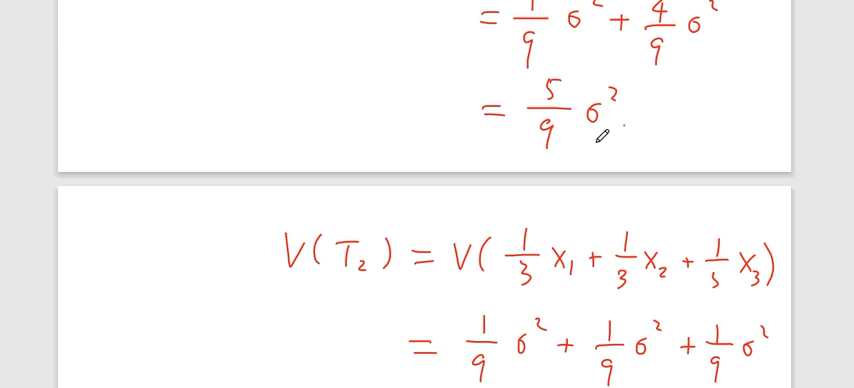 = 1/9 σ² + 4/9 σ²
= 5/9 σ².
V(T₂) = V(1/3 X₁ + 1/3 X₂ + 1/3 X₃)
= 1/9 σ² + 1/9 σ² + 1/9 σ²